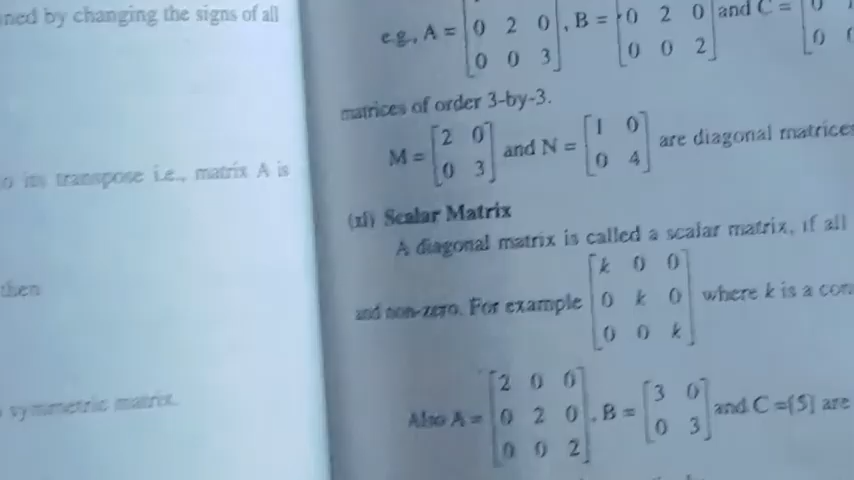 ned by changing the signs of all
o its transpose i.e., matrix A is
then
symmetric matrix.
e.g., A = [ 0 2 0 0 0 3 ], B = [ 0 2 0 0 0 2 ] and C = [ 0 0
matrices of order 3-by-3.
M = [ 2 0 0 3 ] and N = [ 1 0 0 4 ] are diagonal matrices
(xi) Scalar Matrix
A diagonal matrix is called a scalar matrix, if all
and non-zero. For example [ k 0 0 0 k 0 0 0 k ] where k is a con
Also A = [ 2 0 0 0 2 0 0 0 2 ], B = [ 3 0 0 3 ] and C = [5] are